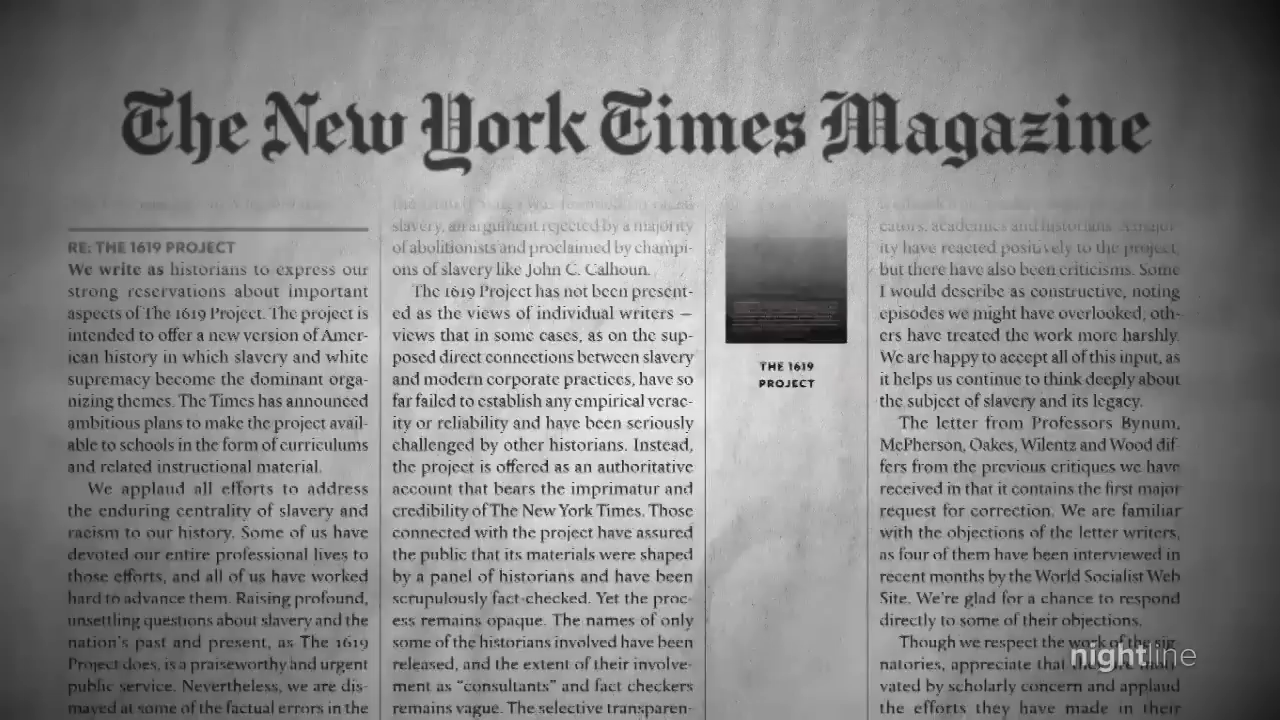 The New York Times Magazine
RE: THE 1619 PROJECT
We write as historians to express our
strong reservations about important
aspects of The 1619 Project. The project is
intended to offer a new version of Amer-
ican history in which slavery and white
supremacy become the dominant orga-
nizing themes. The Times has announced
ambitious plans to make the project avail-
able to schools in the form of curriculums
and related instructional material.
We applaud all efforts to address
the enduring centrality of slavery and
racism to our history. Some of us have
devoted our entire professional lives to
those efforts, and all of us have worked
hard to advance them. Raising profound,
unsettling questions about slavery and the
nation's past and present, as The 1619
Project does, is a praiseworthy and urgent
public service. Nevertheless, we are dis-
mayed at some of the factual errors in the
slavery, an argument rejected by a majority
of abolitionists and proclaimed by champi-
ons of slavery like John C. Calhoun.
The 1619 Project has not been present-
ed as the views of individual writers —
views that in some cases, as on the sup-
posed direct connections between slavery
and modern corporate practices, have so
far failed to establish any empirical verac-
ity or reliability and have been seriously
challenged by other historians. Instead,
the project is offered as an authoritative
account that bears the imprimatur and
credibility of The New York Times. Those
connected with the project have assured
the public that its materials were shaped
by a panel of historians and have been
scrupulously fact-checked. Yet the proc-
ess remains opaque. The names of only
some of the historians involved have been
released, and the extent of their involve-
ment as “consultants” and fact checkers
remains vague. The selective transparen-
THE 1619
PROJECT
cators, academics and historians. A major-
ity have reacted positively to the project,
but there have also been criticisms. Some
I would describe as constructive, noting
episodes we might have overlooked; oth-
ers have treated the work more harshly.
We are happy to accept all of this input, as
it helps us continue to think deeply about
the subject of slavery and its legacy.
The letter from Professors Bynum,
McPherson, Oakes, Wilentz and Wood dif-
fers from the previous critiques we have
received in that it contains the first major
request for correction. We are familiar
with the objections of the letter writers,
as four of them have been interviewed in
recent months by the World Socialist Web
Site. We're glad for a chance to respond
directly to some of their objections.
Though we respect the work of the sig-
natories, appreciate that
vated by scholarly concern and applaud
the efforts they have made in their
nightline